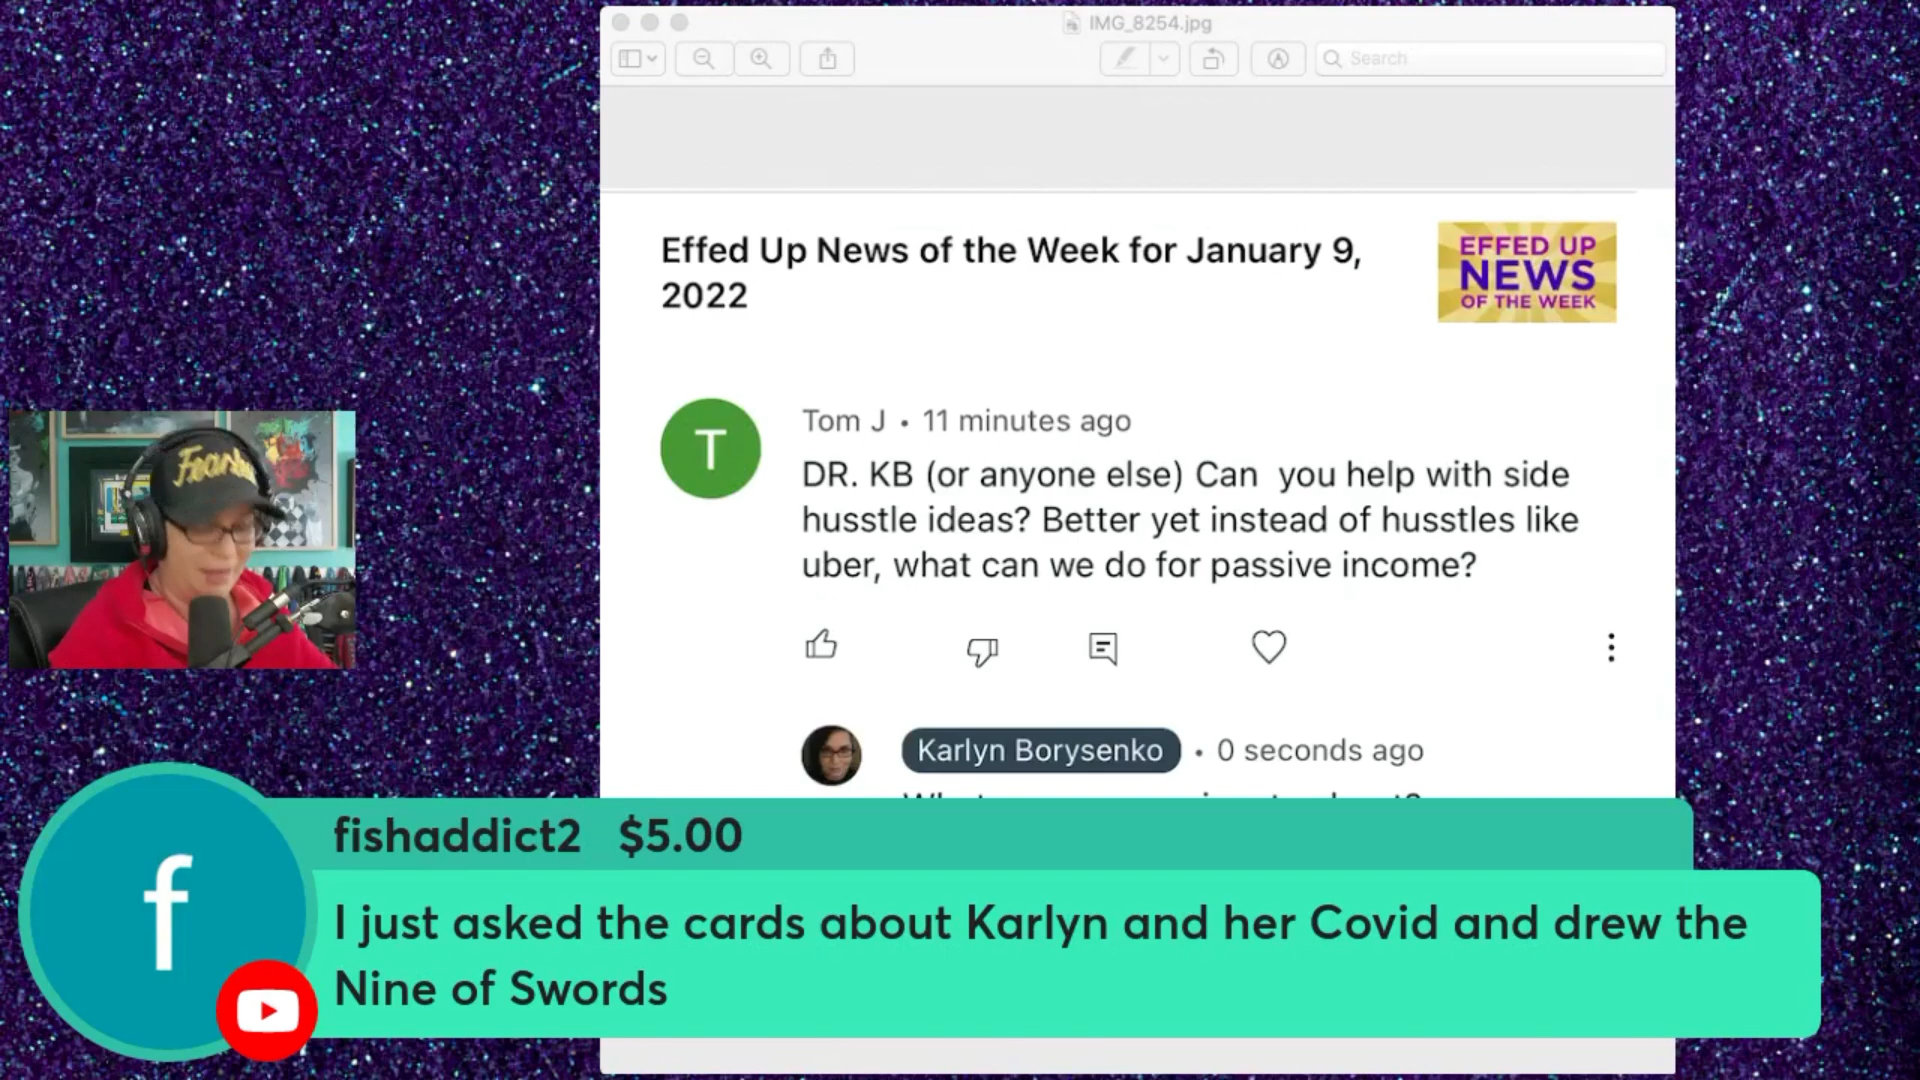 IMG_8254.jpg
Search
Effed Up News of the Week for January 9,
2022
EFFED UP
NEWS
OF THE WEEK
T
Tom J • 11 minutes ago
DR. KB (or anyone else) Can  you help with side
husstle ideas? Better yet instead of husstles like
uber, what can we do for passive income?
Karlyn Borysenko • 0 seconds ago
fishaddict2 $5.00
f
I just asked the cards about Karlyn and her Covid and drew the
Nine of Swords